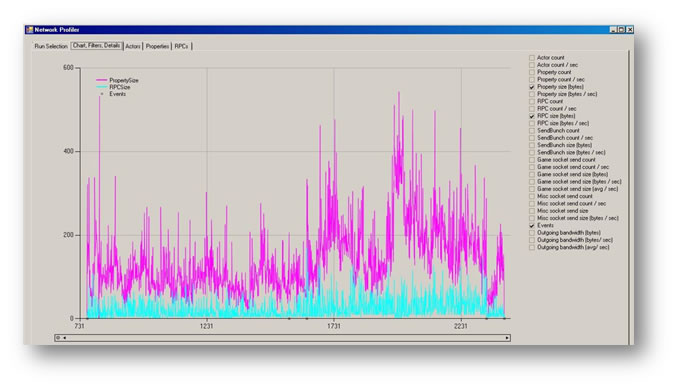 Network Profiler
Run Selection Chart, Filters, Details Actors Properties RPCs
600
400
200
0
731 1231 1731 2231
PropertySize
RPCSize
Events
Actor count
Actor count / sec
Property count
Property count / sec
Property size (bytes)
Property size (bytes / sec)
RPC count
RPC count / sec
RPC size (bytes)
RPC size (bytes / sec)
SendBunch count
SendBunch count / sec
SendBunch size (bytes)
SendBunch size (bytes / sec)
Game socket send count
Game socket send count / sec
Game socket send size (bytes)
Game socket send size (bytes / sec)
Game socket send size (avg / sec)
Misc socket send count
Misc socket send count / sec
Misc socket send size
Misc socket send size (bytes / sec)
Events
Outgoing bandwidth (bytes)
Outgoing bandwidth (bytes/ sec)
Outgoing bandwidth (avg/ sec)